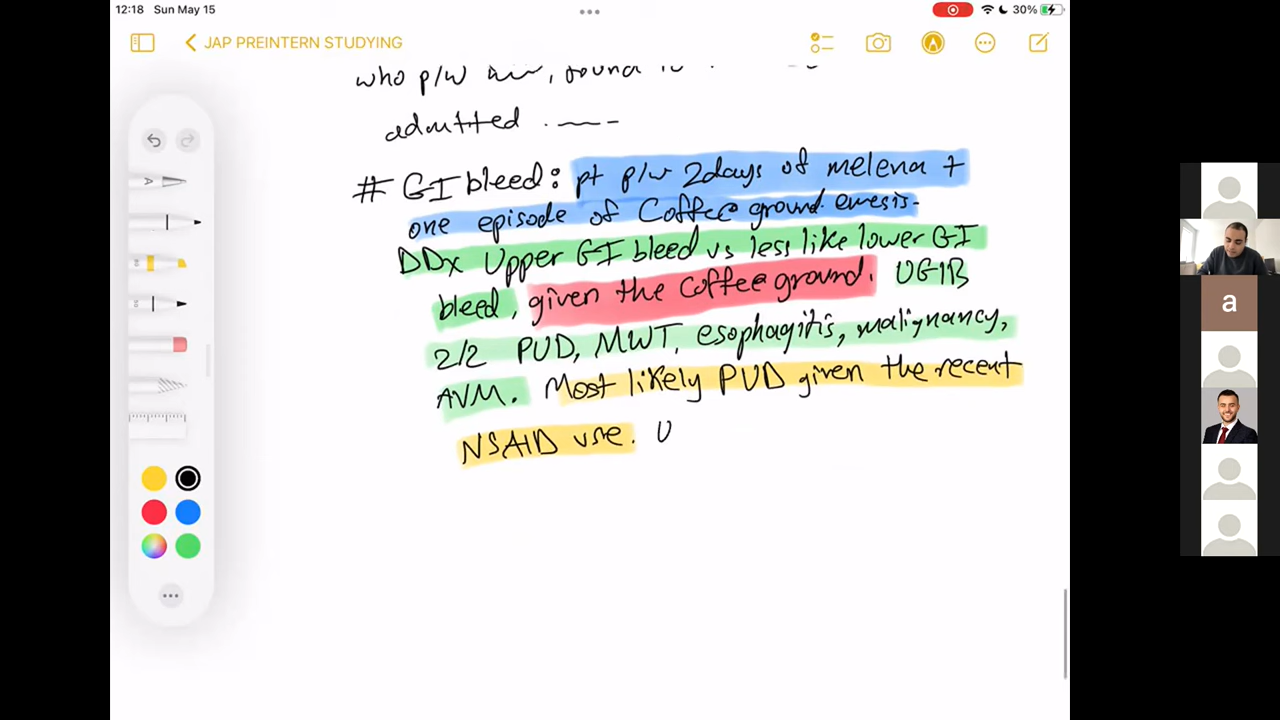 12:18 Sun May 15
30%
JAP PREINTERN STUDYING
who p/w found
admitted
# GI bleed: pt p/w 2days of melena +
one episode of Coffee ground emesis.
DDx Upper GI bleed vs less like lower GI
bleed, given the Coffee ground. UGIB
2/2 PUD, MWT, esophagitis, malignancy,
AVM. Most likely PUD given the recent
NSAID use. U
a